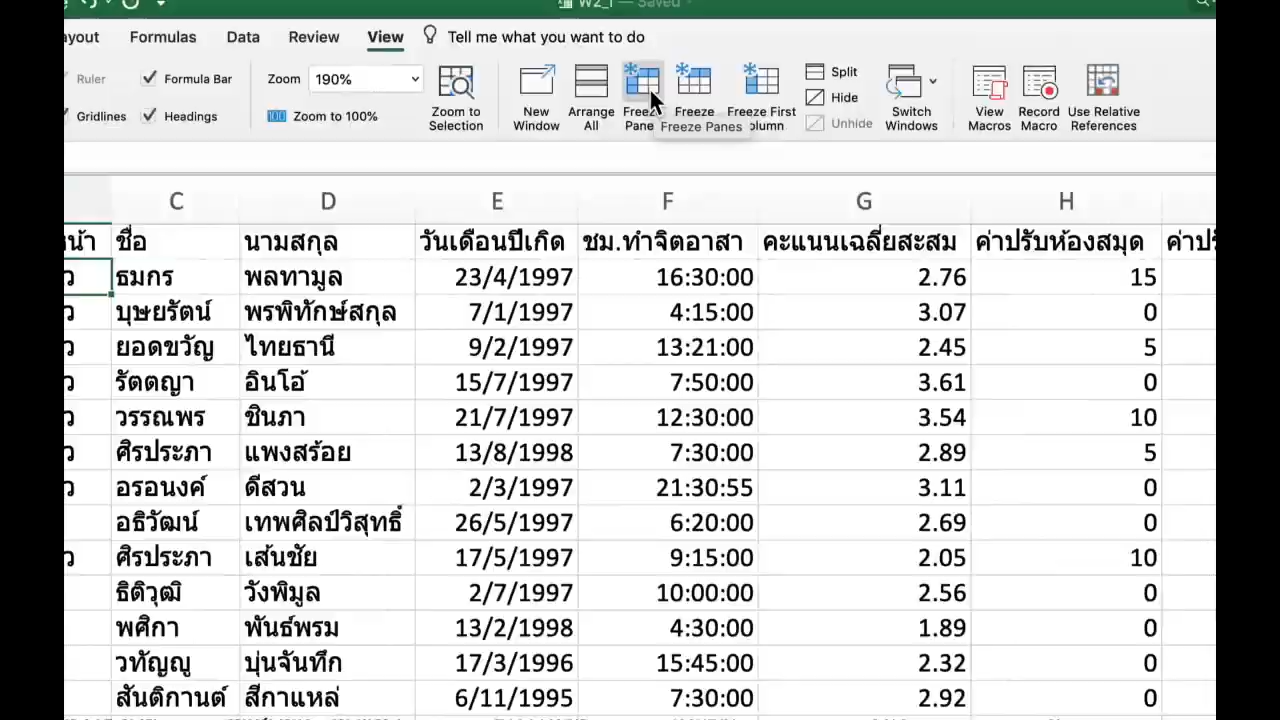 W2_1 — Saved
ayout Formulas Data Review View Tell me what you want to do
Ruler Formula Bar Zoom 190% Split
Gridlines Headings Zoom to 100% Hide
Unhide
Zoom to Selection
New Window
Arrange All
Freeze Pane
Freeze
Freeze First olumn
Switch Windows
View Macros
Record Macro
Use Relative References
Freeze Panes
C D E F G H
น้า ชื่อ นามสกุล วันเดือนปีเกิด ชม.ทำจิตอาสา คะแนนเฉลี่ยสะสม ค่าปรับห้องสมุด ค่าปรั
ว ธมกร พลทามูล 23/4/1997 16:30:00 2.76 15
ว บุษยรัตน์ พรพิทักษ์สกุล 7/1/1997 4:15:00 3.07 0
ว ยอดขวัญ ไทยธานี 9/2/1997 13:21:00 2.45 5
ว รัตตญา อินโอ้ 15/7/1997 7:50:00 3.61 0
ว วรรณพร ชินภา 21/7/1997 12:30:00 3.54 10
ว ศิรประภา แพงสร้อย 13/8/1998 7:30:00 2.89 5
ว อรอนงค์ ดีสวน 2/3/1997 21:30:55 3.11 0
อธิวัฒน์ เทพศิลป์วิสุทธิ์ 26/5/1997 6:20:00 2.69 0
ว ศิรประภา เส้นชัย 17/5/1997 9:15:00 2.05 10
ธิติวุฒิ วังพิมูล 2/7/1997 10:00:00 2.56 0
พศิกา พันธ์พรม 13/2/1998 4:30:00 1.89 0
วทัญญู บุ่นจันทึก 17/3/1996 15:45:00 2.32 0
สันติกานต์ สีกาแหล่ 6/11/1995 7:30:00 2.92 0